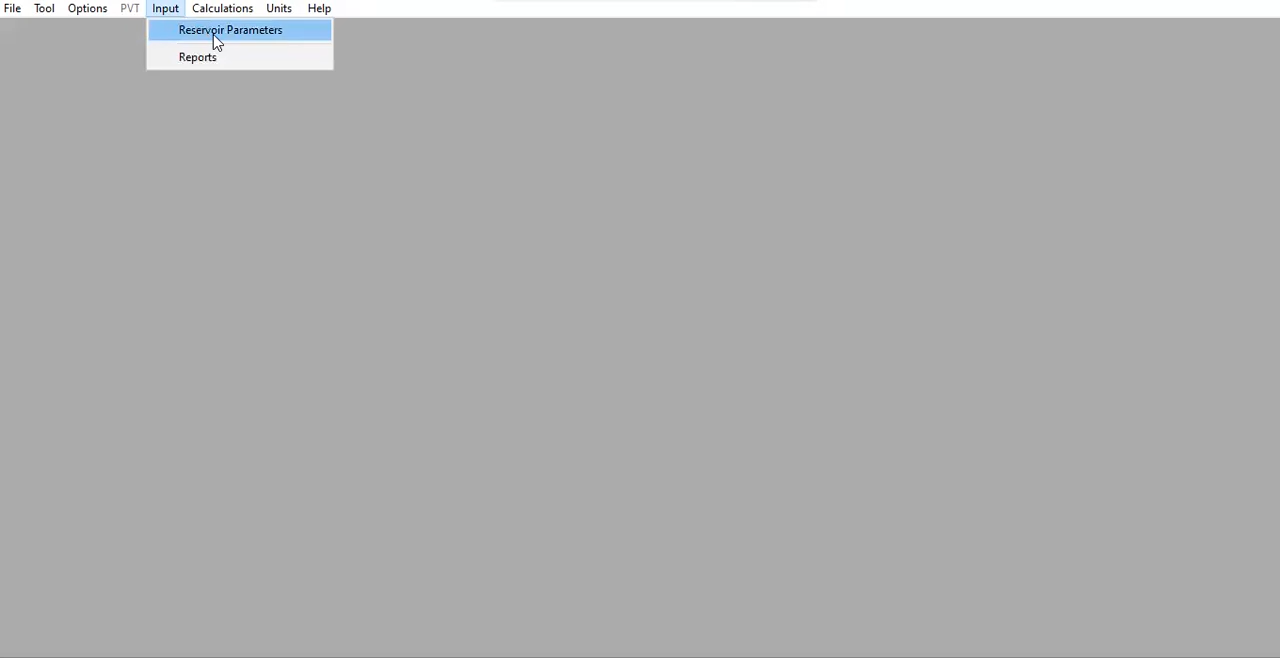 File Tool Options PVT Input Calculations Units Help
Reservoir Parameters
Reports